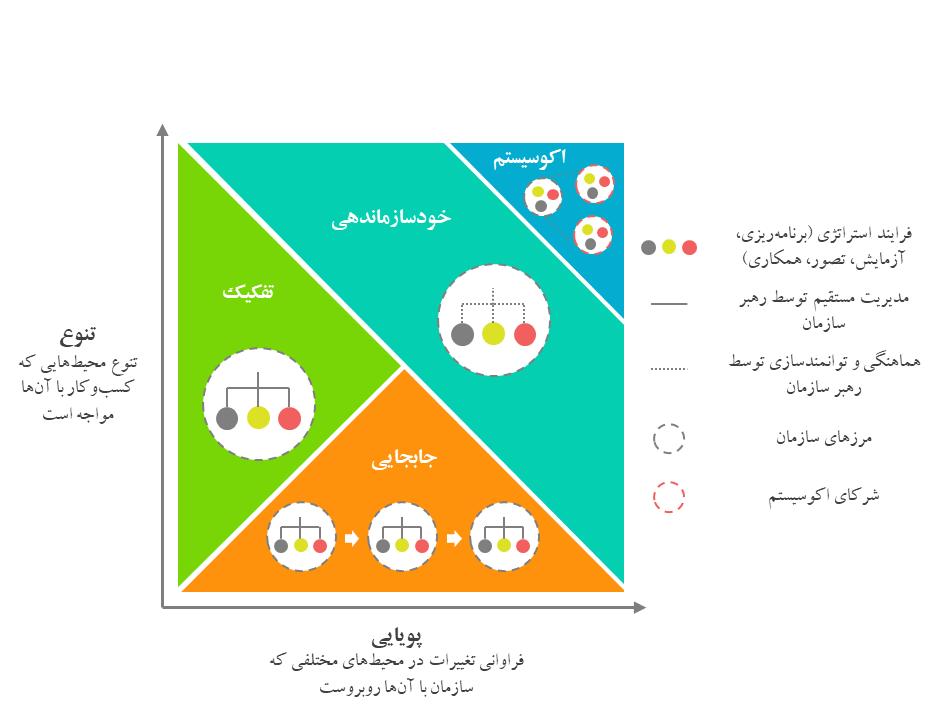 اکوسیستم
خودسازماندهی
تفکیک
جابجایی
تنوع
تنوع محیط‌هایی که
کسب‌وکار با آن‌ها
مواجه است
پویایی
فراوانی تغییرات در محیط‌های مختلفی که
سازمان با آن‌ها روبروست
فرایند استراتژی (برنامه‌ریزی،
آزمایش، تصور، همکاری)
مدیریت مستقیم توسط رهبر
سازمان
هماهنگی و توانمندسازی توسط
رهبر سازمان
مرزهای سازمان
شرکای اکوسیستم